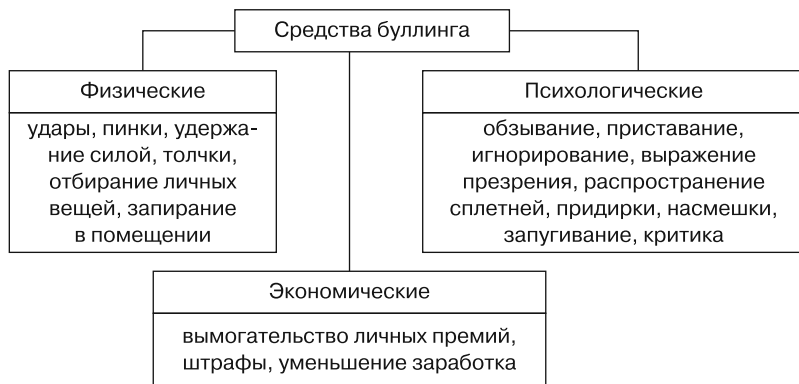 Средства буллинга
Физические
удары, пинки, удержа-
ние силой, толчки,
отбирание личных
вещей, запирание
в помещении
Психологические
обзывание, приставание,
игнорирование, выражение
презрения, распространение
сплетней, придирки, насмешки,
запугивание, критика
Экономические
вымогательство личных премий,
штрафы, уменьшение заработка